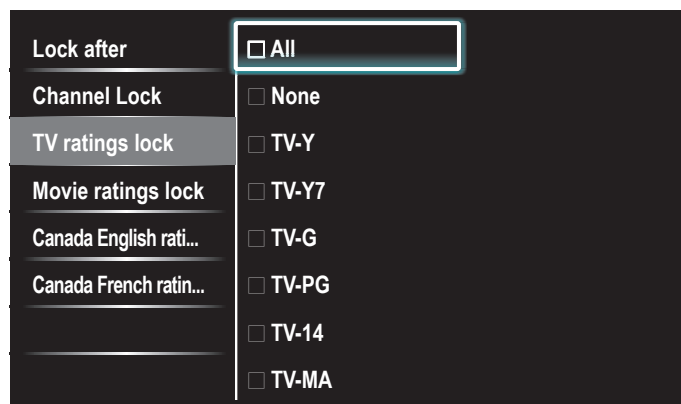 Lock after
Channel Lock
TV ratings lock
Movie ratings lock
Canada English rati...
Canada French ratin...
All
None
TV-Y
TV-Y7
TV-G
TV-PG
TV-14
TV-MA